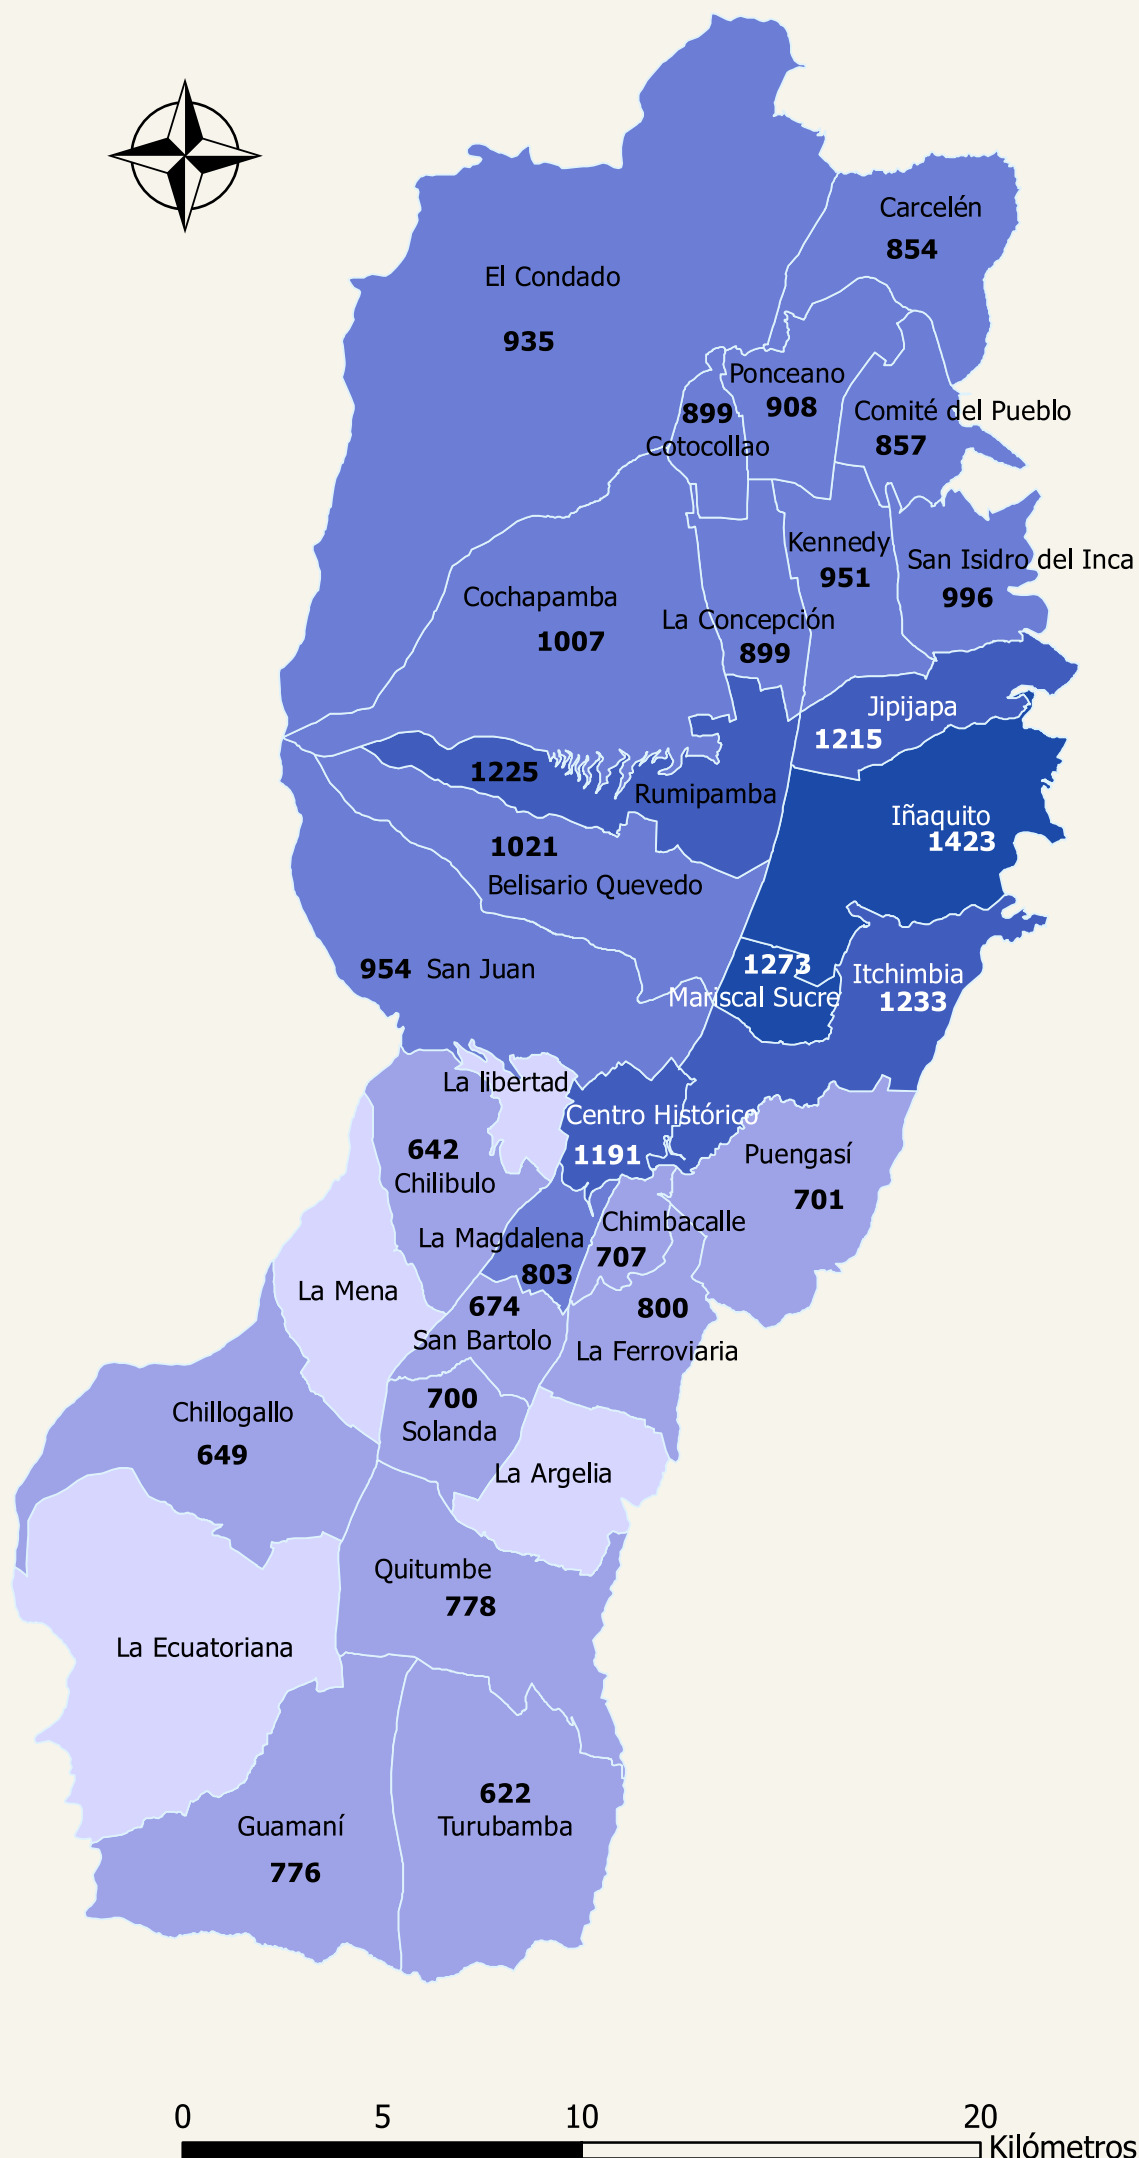 Carcelén
854
El Condado
935
Ponceano
908
899
Cotocollao
Comité del Pueblo
857
Kennedy
951
San Isidro del Inca
996
Cochapamba
1007
La Concepción
899
Jipijapa
1215
1225
Rumipamba
Iñaquito
1423
1021
Belisario Quevedo
954 San Juan
1273
Mariscal Sucre
Itchimbia
1233
La libertad
Centro Histórico
1191
642
Chilibulo
Puengasí
701
La Magdalena
803
Chimbacalle
707
La Mena
674
San Bartolo
800
La Ferroviaria
Chillogallo
649
700
Solanda
La Argelia
Quitumbe
778
La Ecuatoriana
622
Turubamba
Guamaní
776
0 5 10 20
Kilómetros